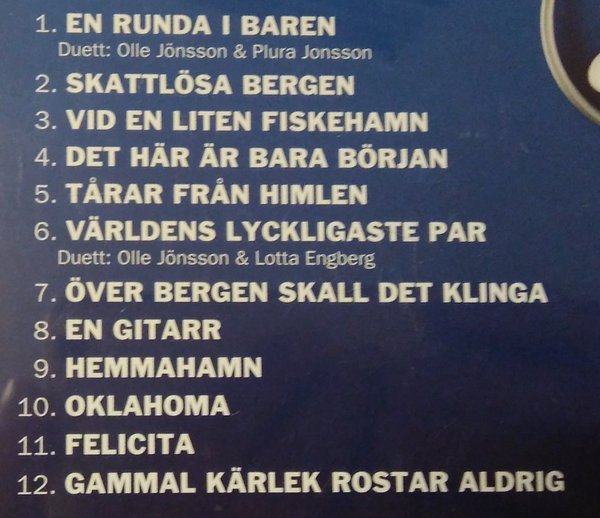 1. EN RUNDA I BAREN
Duett: Olle Jönsson & Plura Jonsson
2. SKATTLÖSA BERGEN
3. VID EN LITEN FISKEHAMN
4. DET HÄR ÄR BARA BÖRJAN
5. TÅRAR FRÅN HIMLEN
6. VÄRLDENS LYCKLIGASTE PAR
Duett: Olle Jönsson & Lotta Engberg
7. ÖVER BERGEN SKALL DET KLINGA
8. EN GITARR
9. HEMMAHAMN
10. OKLAHOMA
11. FELICITA
12. GAMMAL KÄRLEK ROSTAR ALDRIG